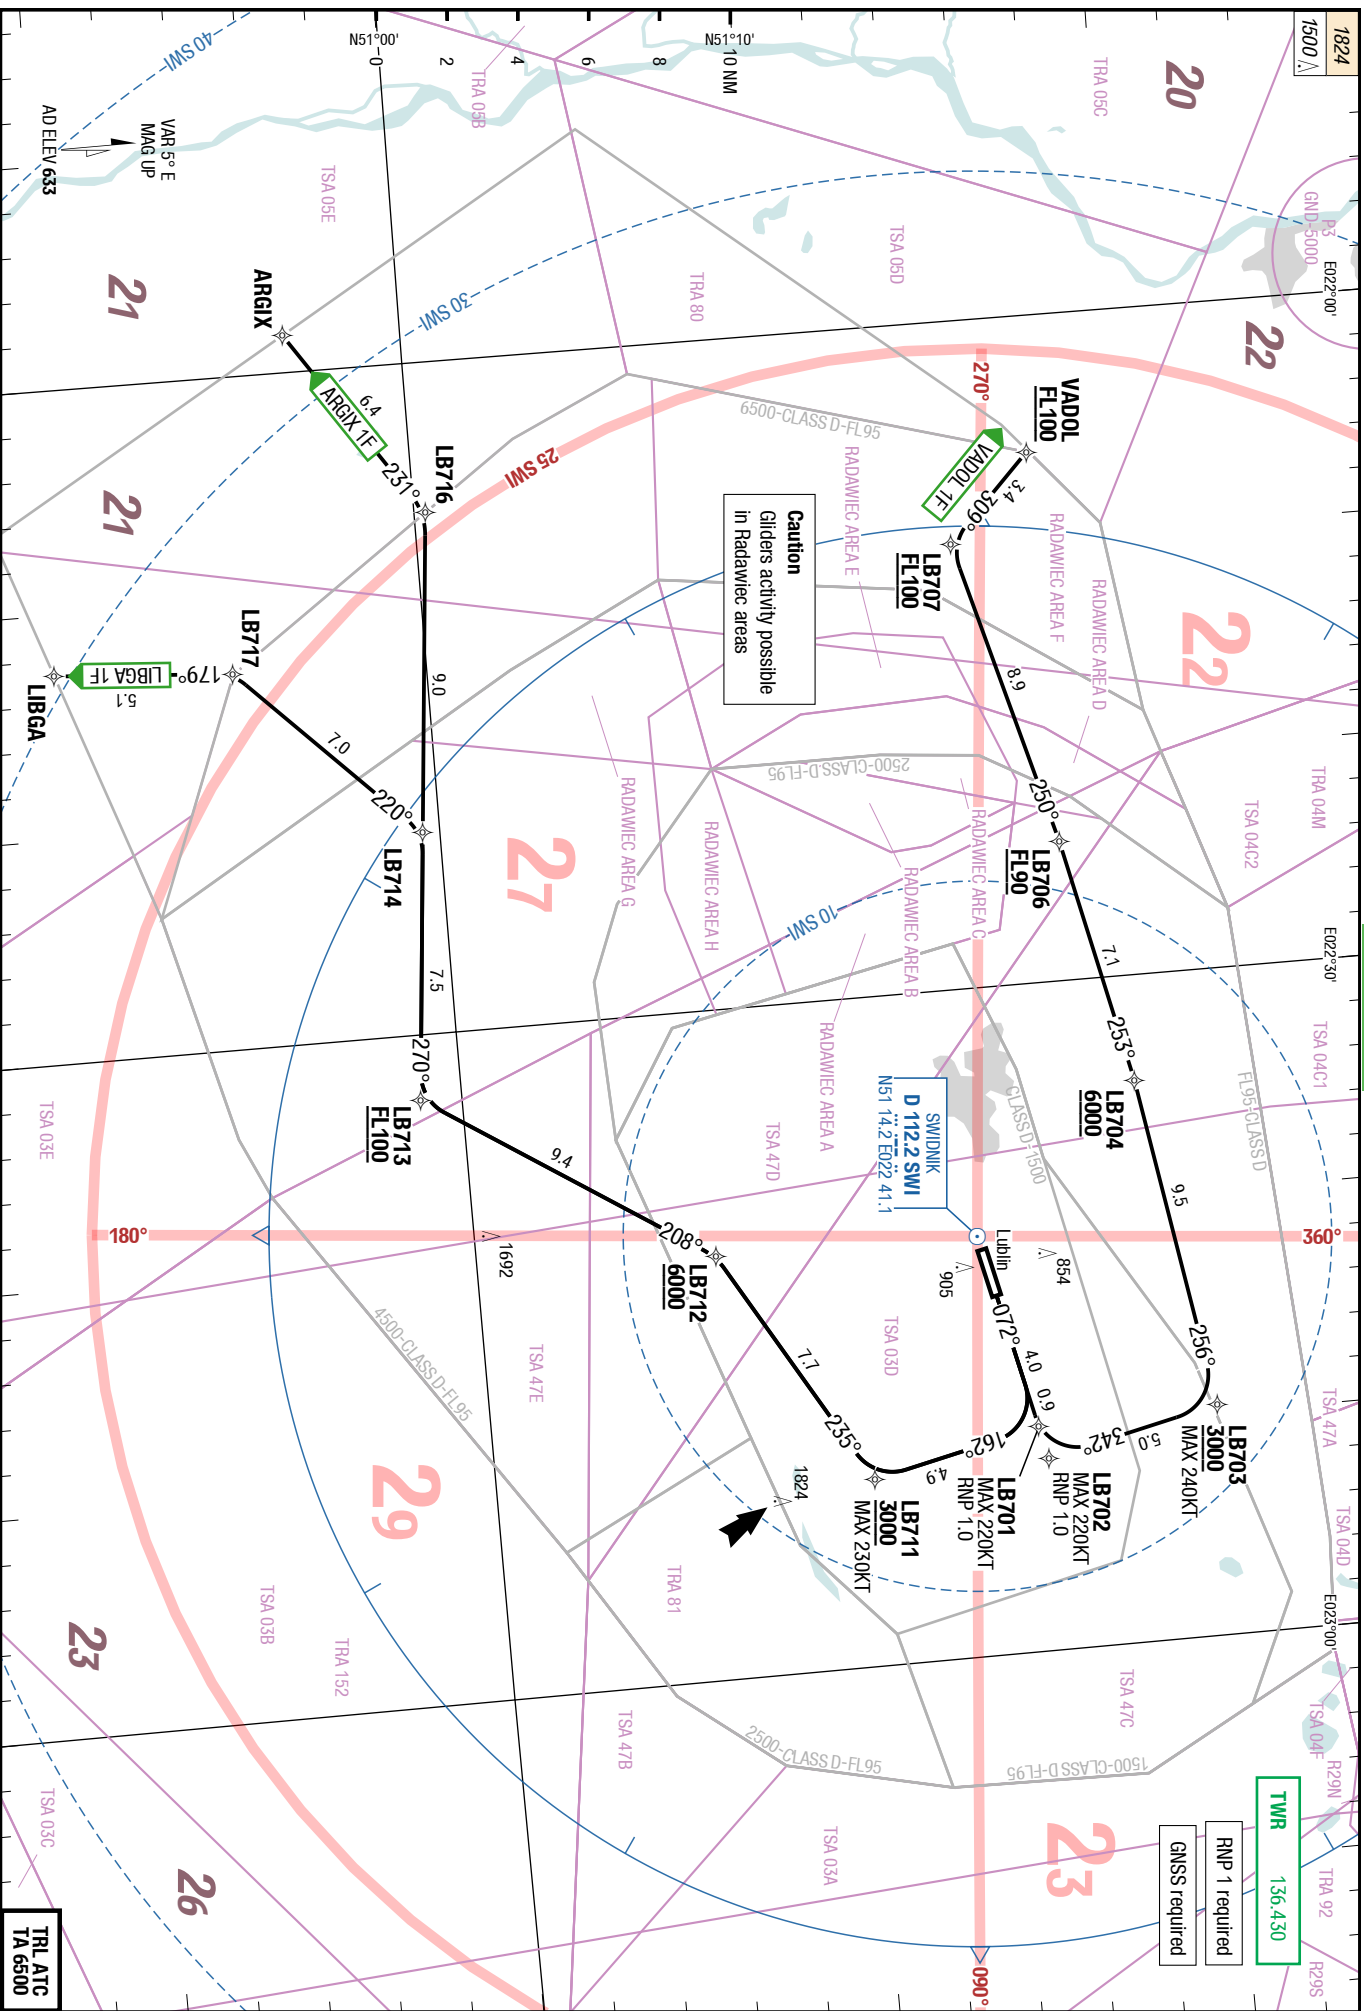 1824
1500
20
TRA 05C
P3
GND-5000
E022°00'
22
N51°00'
N51°10'
0
2
4
6
8
10 NM
40 SWI
TRA 05B
VAR 5° E
MAG UP
AD ELEV 633
TSA 05E
TSA 05D
TRA 80
30 SWI
21
ARGIX
ARGIX 1F
6.4
231°
LB716
25 SWI
270°
VADOL
FL100
VADOL 1F
3.4
309°
LB707
FL100
6500-CLASS D-FL95
RADAWIEC AREA E
RADAWIEC AREA F
RADAWIEC AREA D
22
Caution
Gliders activity possible
in Radawiec areas
21
LB717
179°
LIBGA 1F
5.1
LIBGA
7.0
220°
9.0
LB714
8.9
250°
LB706
FL90
2500-CLASS D-FL95
RADAWIEC AREA G
RADAWIEC AREA H
RADAWIEC AREA C
RADAWIEC AREA B
RADAWIEC AREA A
27
10 SWI
TRA 04M
TSA 04C2
E022°30'
TSA 04C1
FL95-CLASS D
7.1
253°
LB704
6000
7.5
270°
LB713
FL100
9.4
208°
LB712
6000
TSA 03E
TSA 47D
CLASS D-1500
SWIDNIK
D 112.2 SWI
N51 14.2 E022 41.1
9.5
256°
180°
360°
1692
Lublin
854
905
072°
4.0
0.9
TSA 03D
TSA 47E
4500-CLASS D-FL95
7.7
235°
162°
4.9
342°
5.0
LB703
3000
MAX 240KT
LB702
MAX 220KT
RNP 1.0
LB701
MAX 220KT
RNP 1.0
LB711
3000
MAX 230KT
1824
TSA 47A
TSA 04D
29
TRA 81
TSA 03B
TRA 152
23
E023°00'
TSA 47C
TSA 47B
2500-CLASS D-FL95
1500-CLASS D-FL95
TSA 04F
R29N
TSA 03C
TSA 03A
23
26
090°
TWR 136.430
RNP 1 required
GNSS required
TRA 92
R29S
TRL ATC
TA 6500